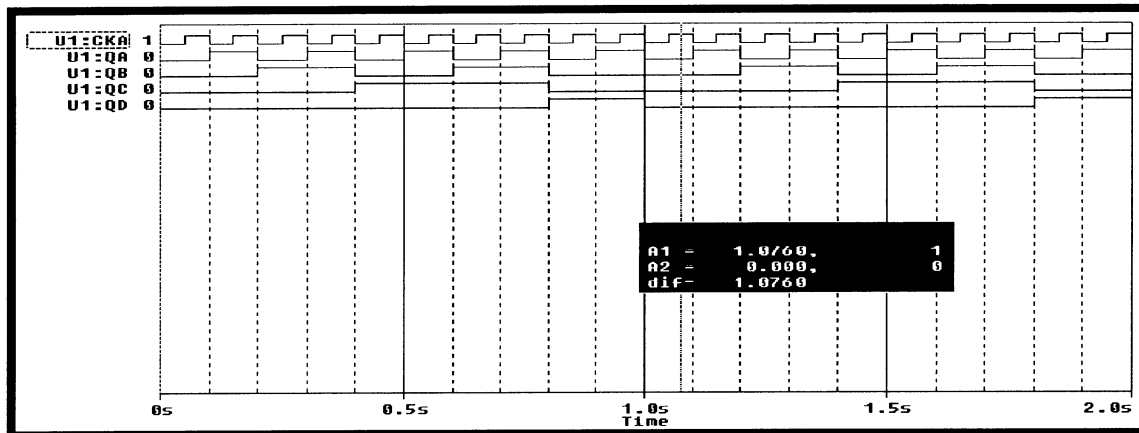 U1:CKA 1
U1:QA 0
U1:QB 0
U1:QC 0
U1:QD 0
A1 = 1.0760, 1
A2 = 0.000, 0
dif= 1.0760
0s 0.5s 1.0s 1.5s 2.0s
Time